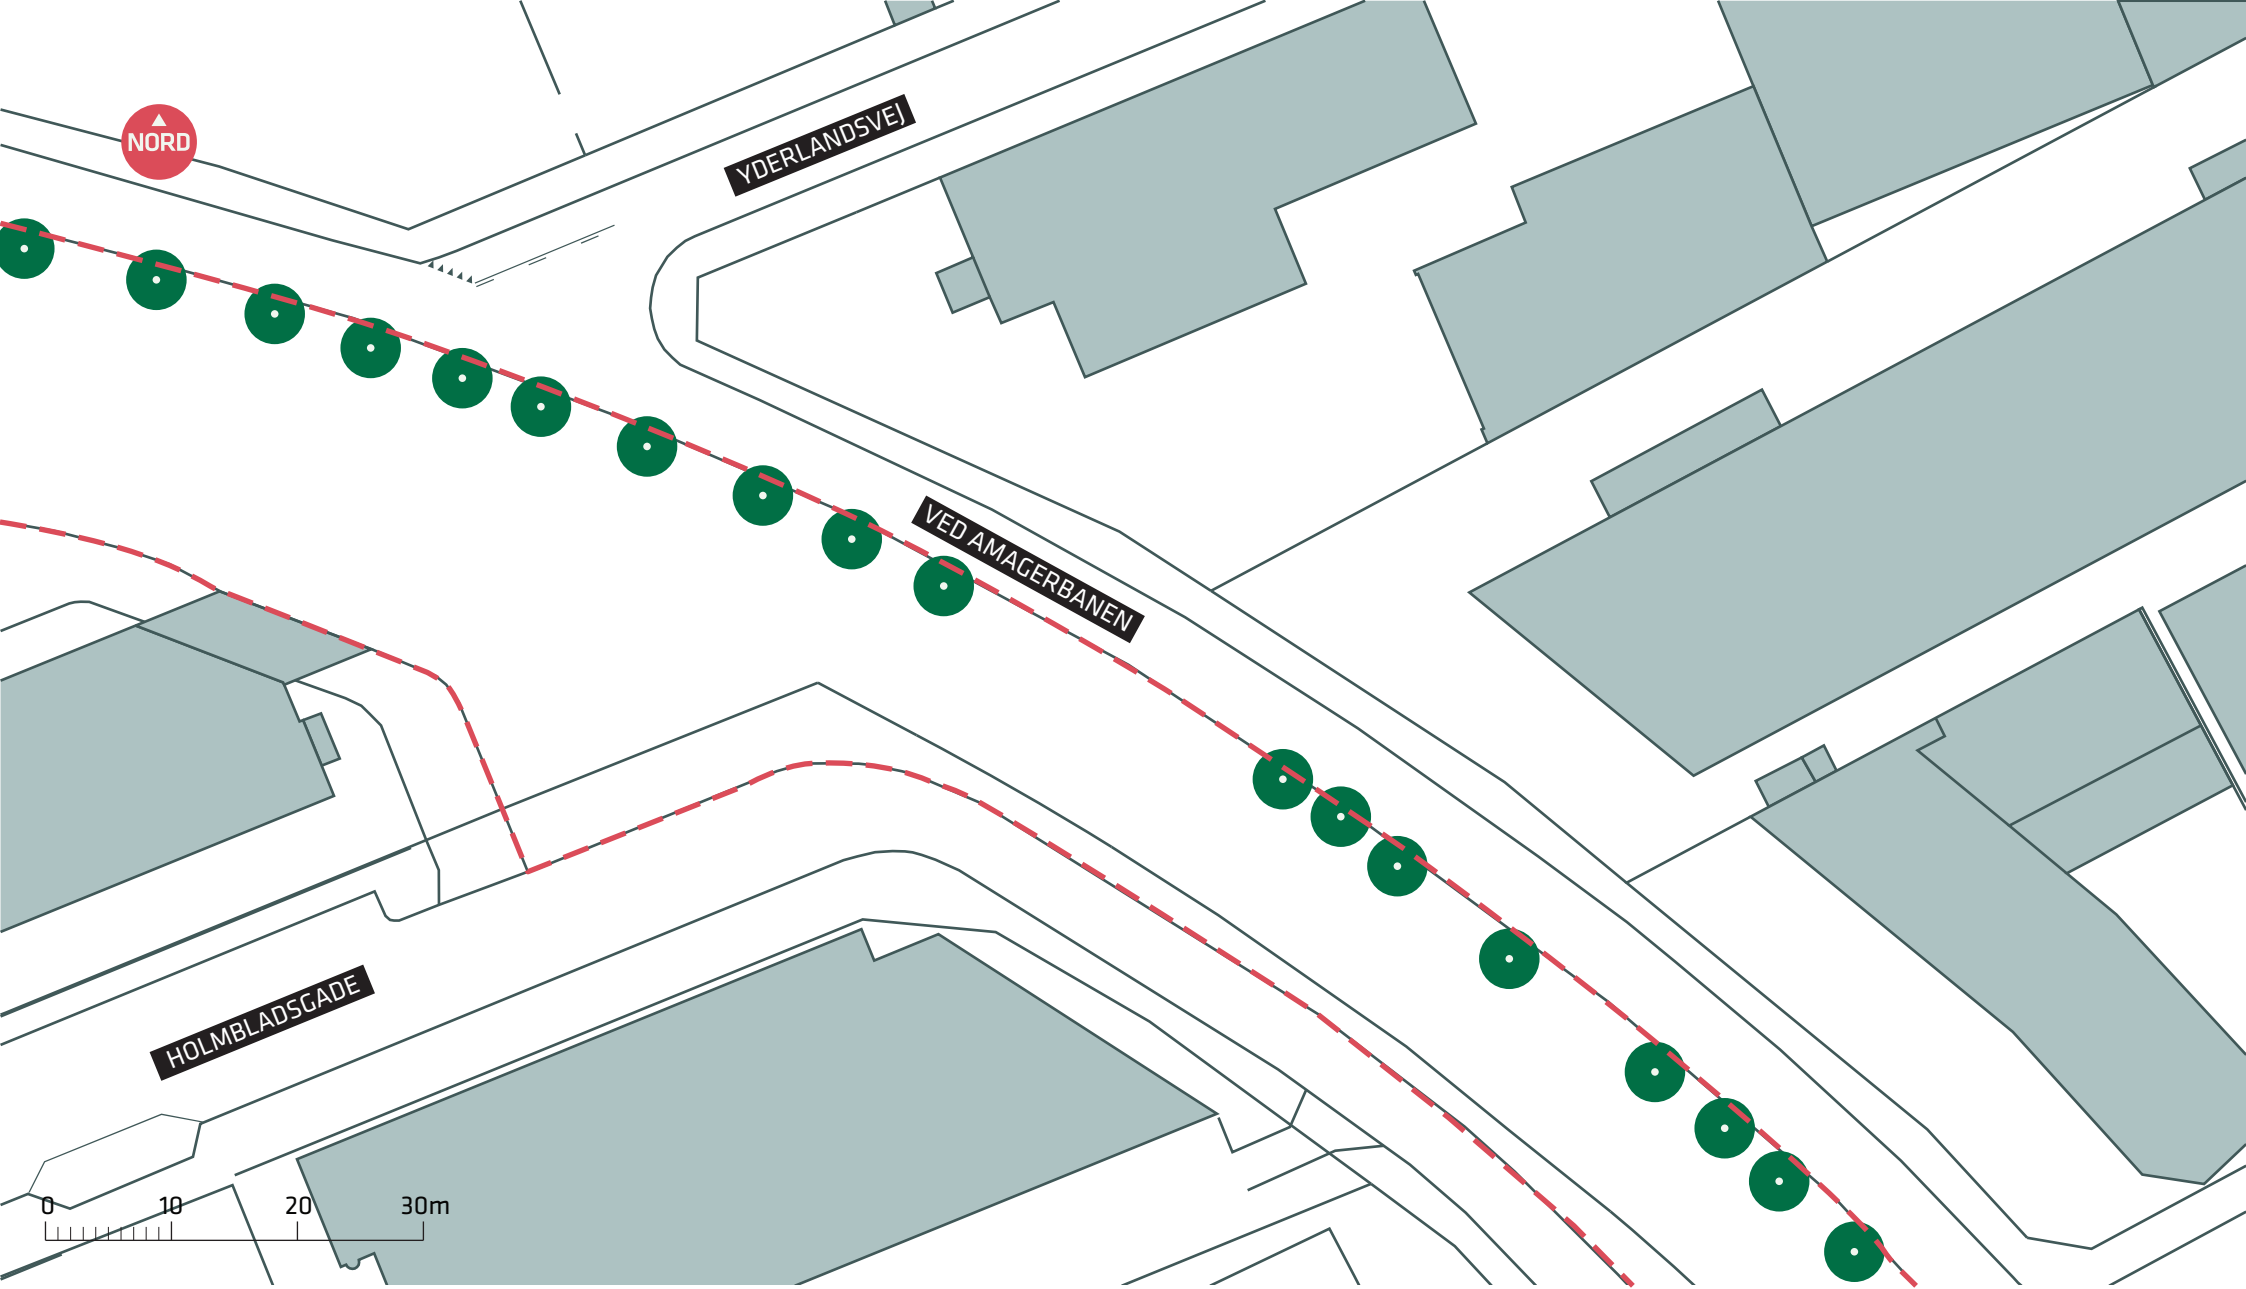 NORD
YDERLANDSVEJ
VED AMAGERBANEN
HOLMBLADSGADE
0 10 20 30m